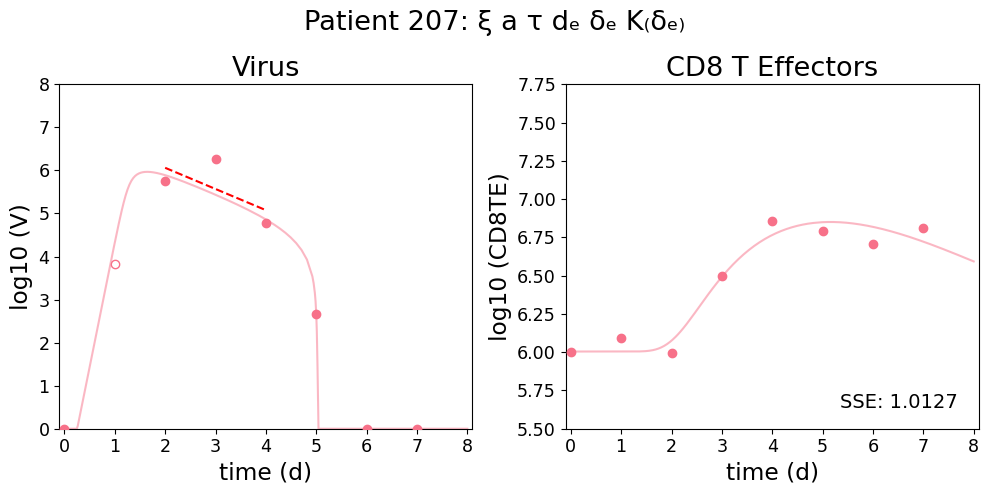 Patient 207: ξ a τ dₑ δₑ K₍δₑ₎
Virus
CD8 T Effectors
log10 (V)
8
7
6
5
4
3
2
1
0
0 1 2 3 4 5 6 7 8
time (d)
log10 (CD8TE)
7.75
7.50
7.25
7.00
6.75
6.50
6.25
6.00
5.75
5.50
SSE: 1.0127
0 1 2 3 4 5 6 7 8
time (d)